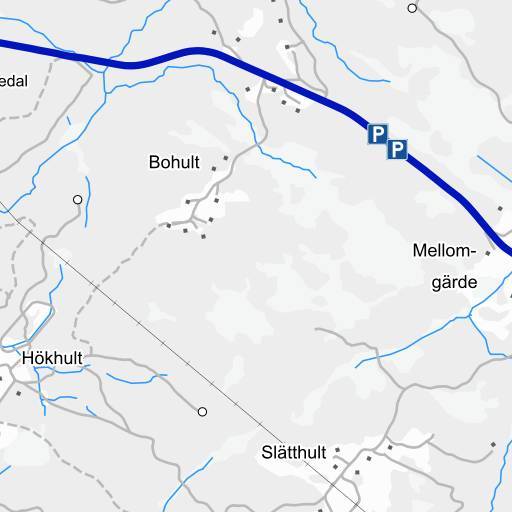 edal
P
P
Bohult
Mellom-
gärde
Hökhult
Slätthult